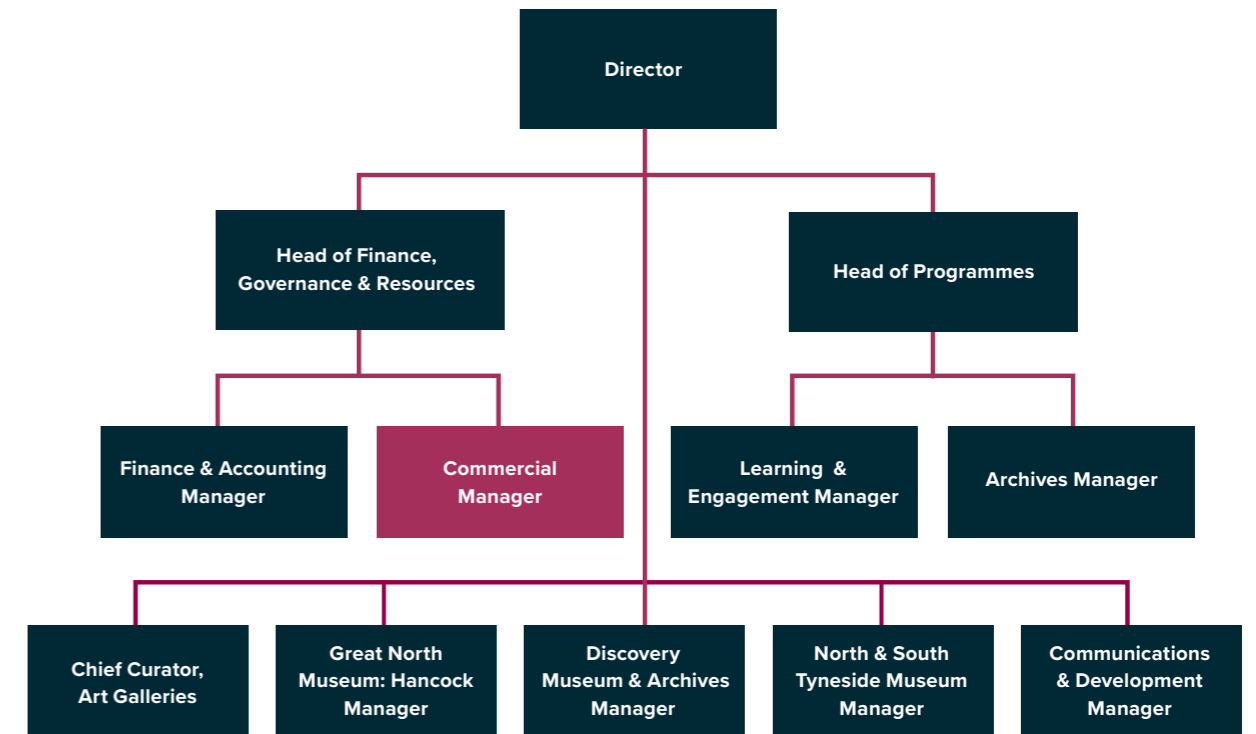 Director
Head of Finance,
Governance & Resources
Head of Programmes
Finance & Accounting
Manager
Commercial
Manager
Learning &
Engagement Manager
Archives Manager
Chief Curator,
Art Galleries
Great North
Museum: Hancock
Manager
Discovery
Museum & Archives
Manager
North & South
Tyneside Museum
Manager
Communications
& Development
Manager